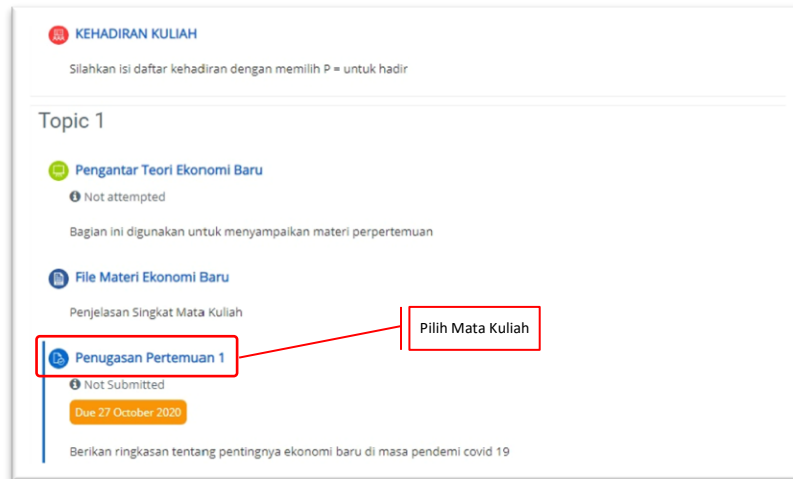 KEHADIRAN KULIAH
Silahkan isi daftar kehadiran dengan memilih P = untuk hadir
Topic 1
Pengantar Teori Ekonomi Baru
Not attempted
Bagian ini digunakan untuk menyampaikan materi perpertemuan
File Materi Ekonomi Baru
Penjelasan Singkat Mata Kuliah
Pilih Mata Kuliah
Penugasan Pertemuan 1
Not Submitted
Due 27 October 2020
Berikan ringkasan tentang pentingnya ekonomi baru di masa pendemi covid 19